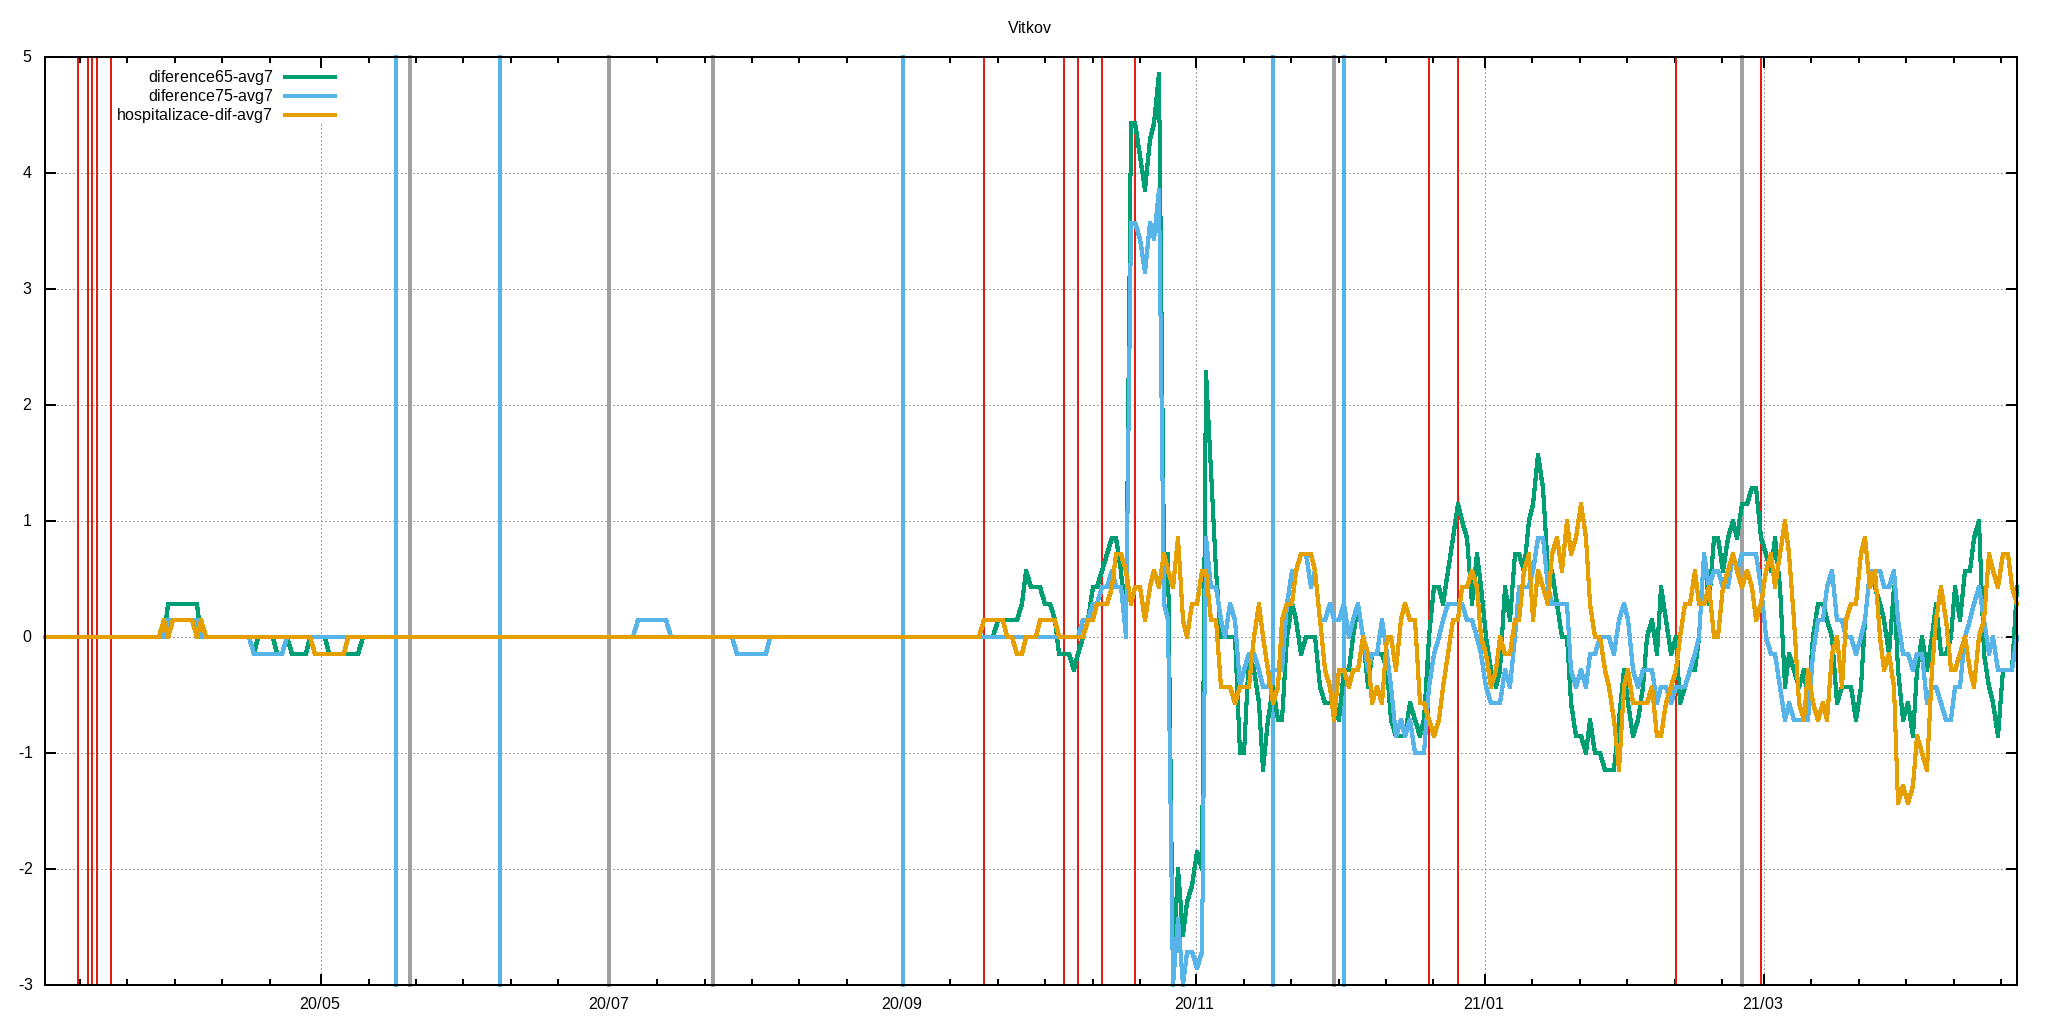 Vitkov
5
diference65-avg7
diference75-avg7
hospitalizace-dif-avg7
4
3
2
1
0
-1
-2
-3
20/05 20/07 20/09 20/11 21/01 21/03